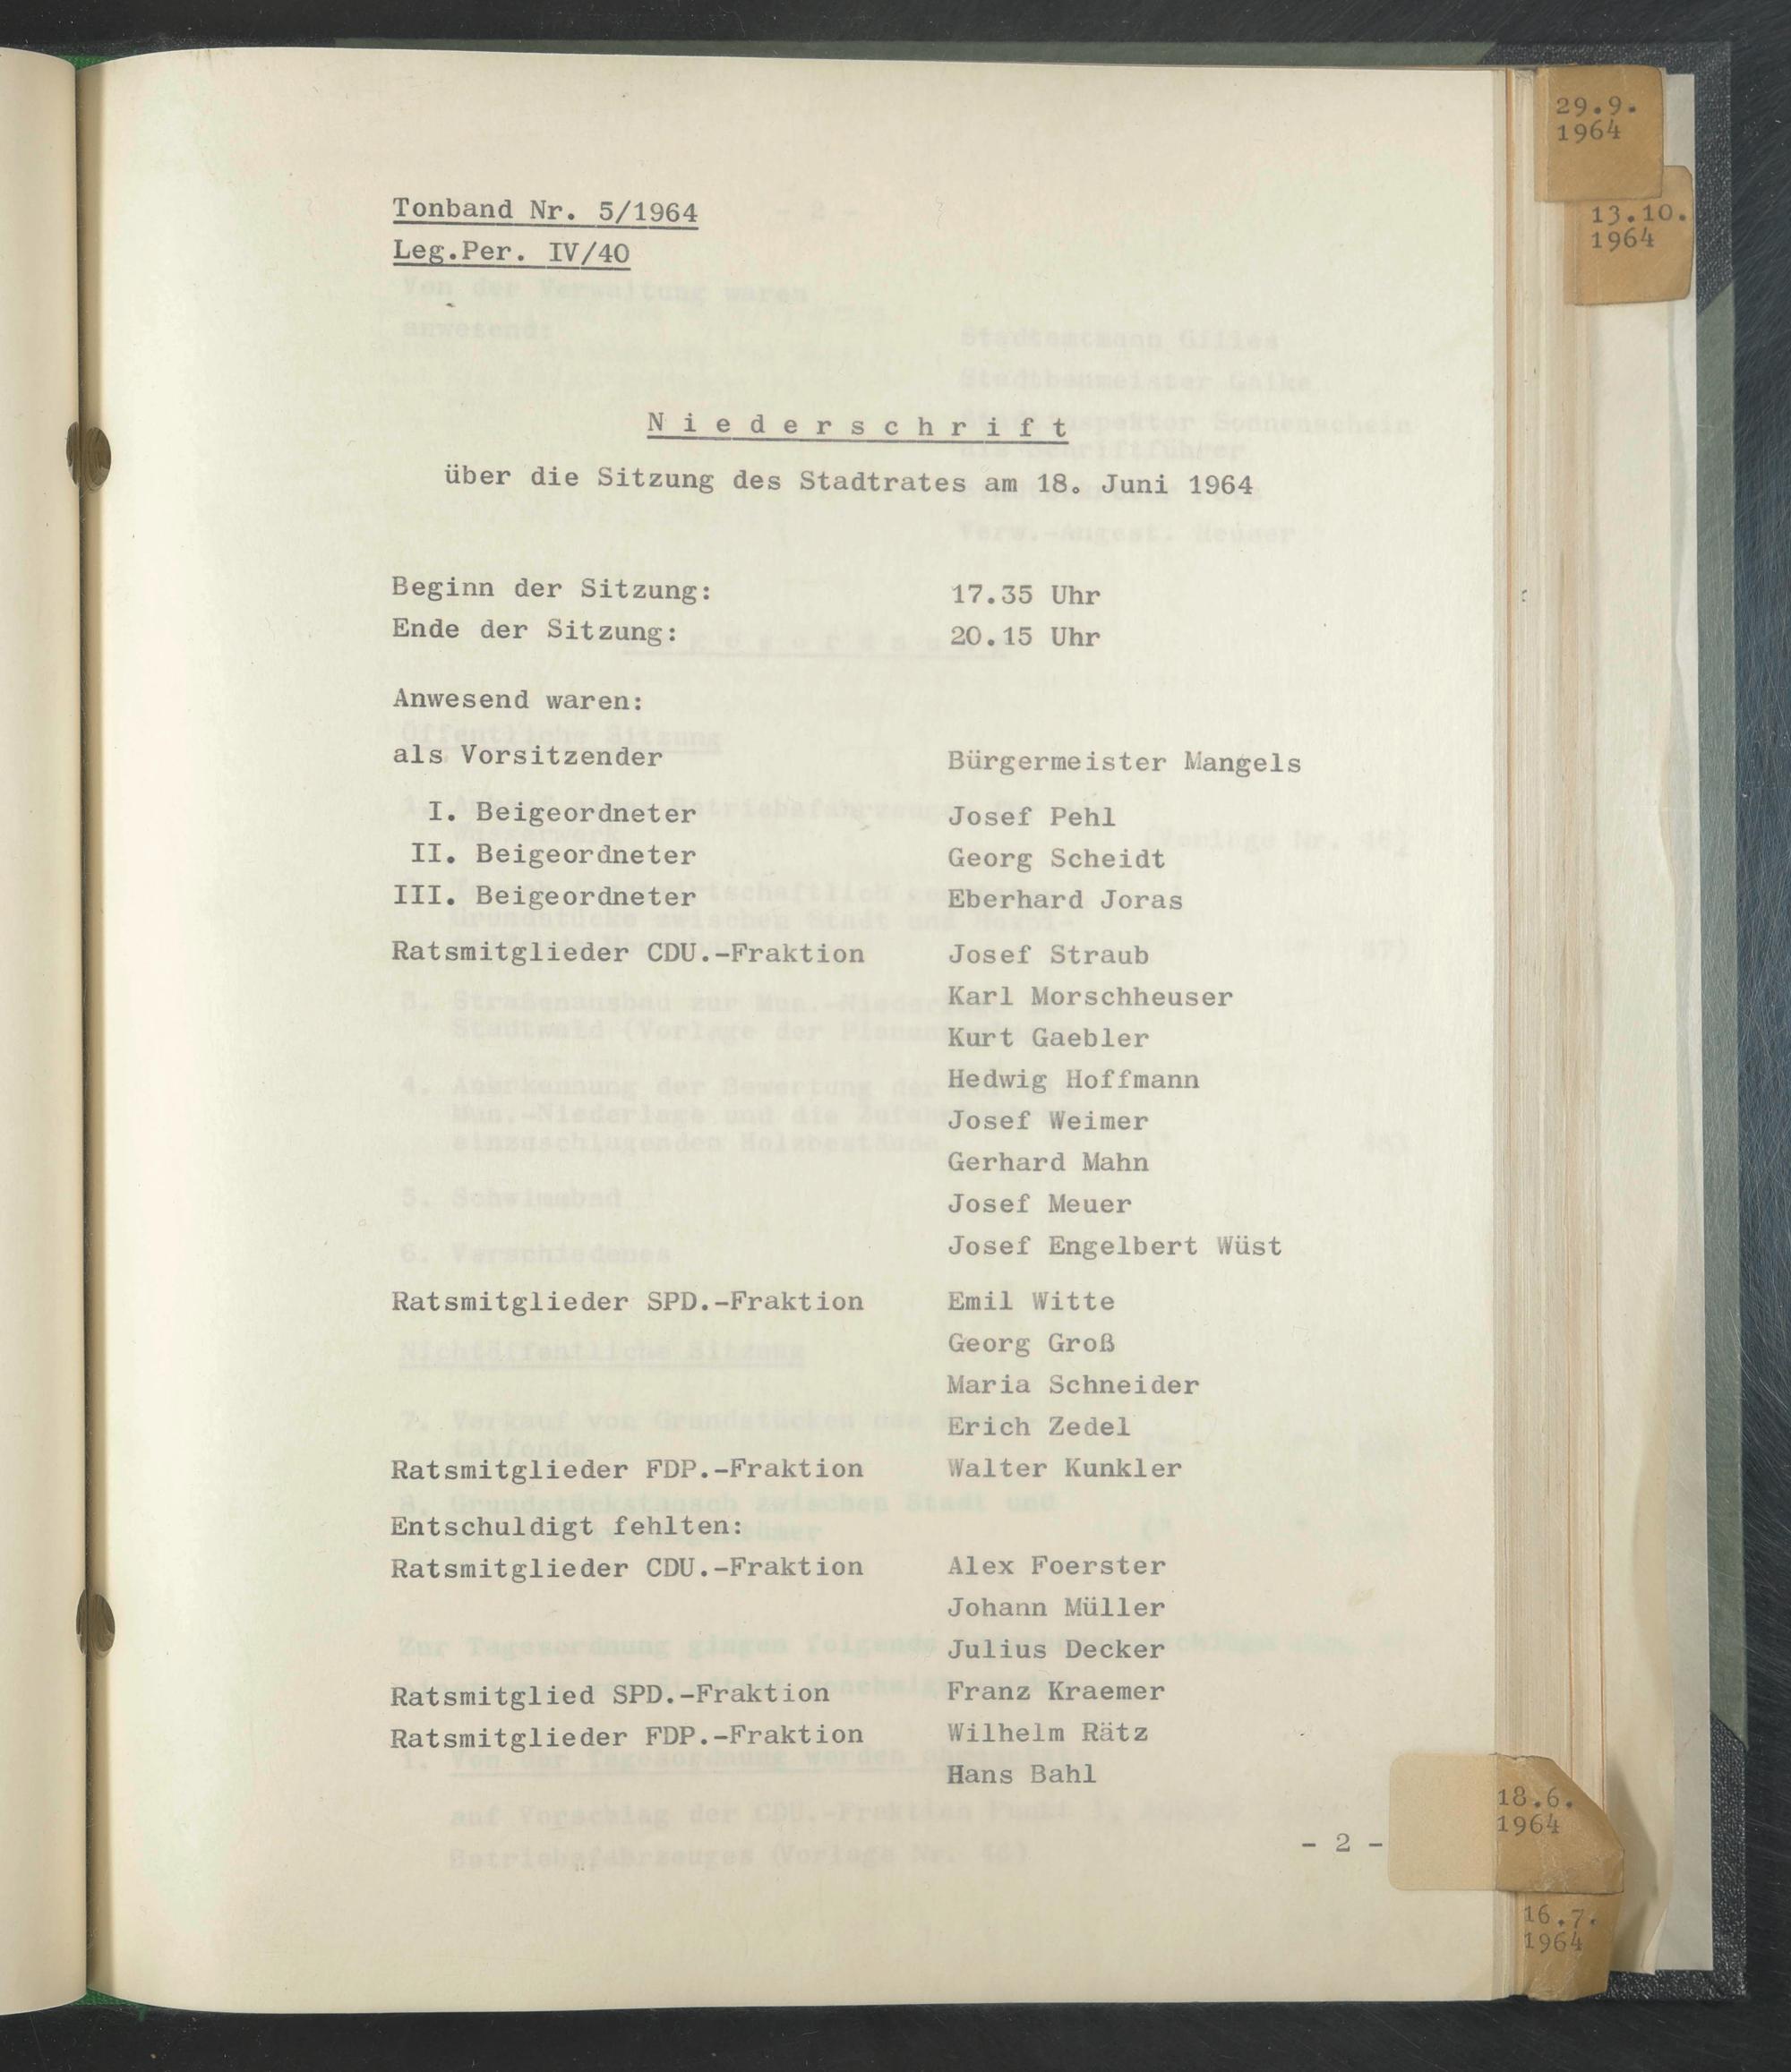 29.9.
1964
13.10.
1964
Tonband Nr. 5/1964
Leg.Per. IV/40
N i e d e r s c h r i f t
über die Sitzung des Stadtrates am 18. Juni 1964
Beginn der Sitzung: 17.35 Uhr
Ende der Sitzung: 20.15 Uhr
Anwesend waren:
als Vorsitzender Bürgermeister Mangels
I. Beigeordneter Josef Pehl
II. Beigeordneter Georg Scheidt
III. Beigeordneter Eberhard Joras
Ratsmitglieder CDU.-Fraktion Josef Straub
Karl Morschheuser
Kurt Gaebler
Hedwig Hoffmann
Josef Weimer
Gerhard Mahn
Josef Meuer
Josef Engelbert Wüst
Ratsmitglieder SPD.-Fraktion Emil Witte
Georg Groß
Maria Schneider
Erich Zedel
Ratsmitglieder FDP.-Fraktion Walter Kunkler
Entschuldigt fehlten:
Ratsmitglieder CDU.-Fraktion Alex Foerster
Johann Müller
Julius Decker
Ratsmitglied SPD.-Fraktion Franz Kraemer
Ratsmitglieder FDP.-Fraktion Wilhelm Rätz
Hans Bahl
- 2 -
18.6.
1964
16.7.
1964